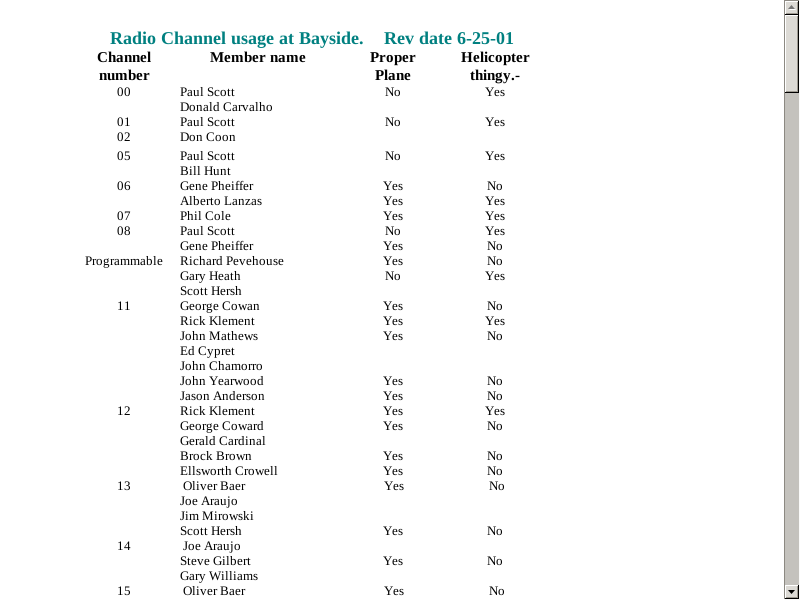 Radio Channel usage at Bayside. Rev date 6-25-01
Channel number Member name Proper Plane Helicopter thingy.-
00 Paul Scott No Yes
Donald Carvalho
01 Paul Scott No Yes
02 Don Coon
05 Paul Scott No Yes
Bill Hunt
06 Gene Pheiffer Yes No
Alberto Lanzas Yes Yes
07 Phil Cole Yes Yes
08 Paul Scott No Yes
Gene Pheiffer Yes No
Programmable Richard Pevehouse Yes No
Gary Heath No Yes
Scott Hersh
11 George Cowan Yes No
Rick Klement Yes Yes
John Mathews Yes No
Ed Cypret
John Chamorro
John Yearwood Yes No
Jason Anderson Yes No
12 Rick Klement Yes Yes
George Coward Yes No
Gerald Cardinal
Brock Brown Yes No
Ellsworth Crowell Yes No
13 Oliver Baer Yes No
Joe Araujo
Jim Mirowski
Scott Hersh Yes No
14 Joe Araujo
Steve Gilbert Yes No
Gary Williams
15 Oliver Baer Yes No